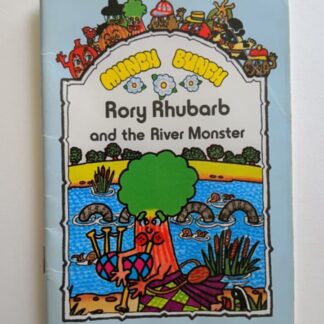 MUNCH BUNCH
Rory Rhubarb
and the River Monster